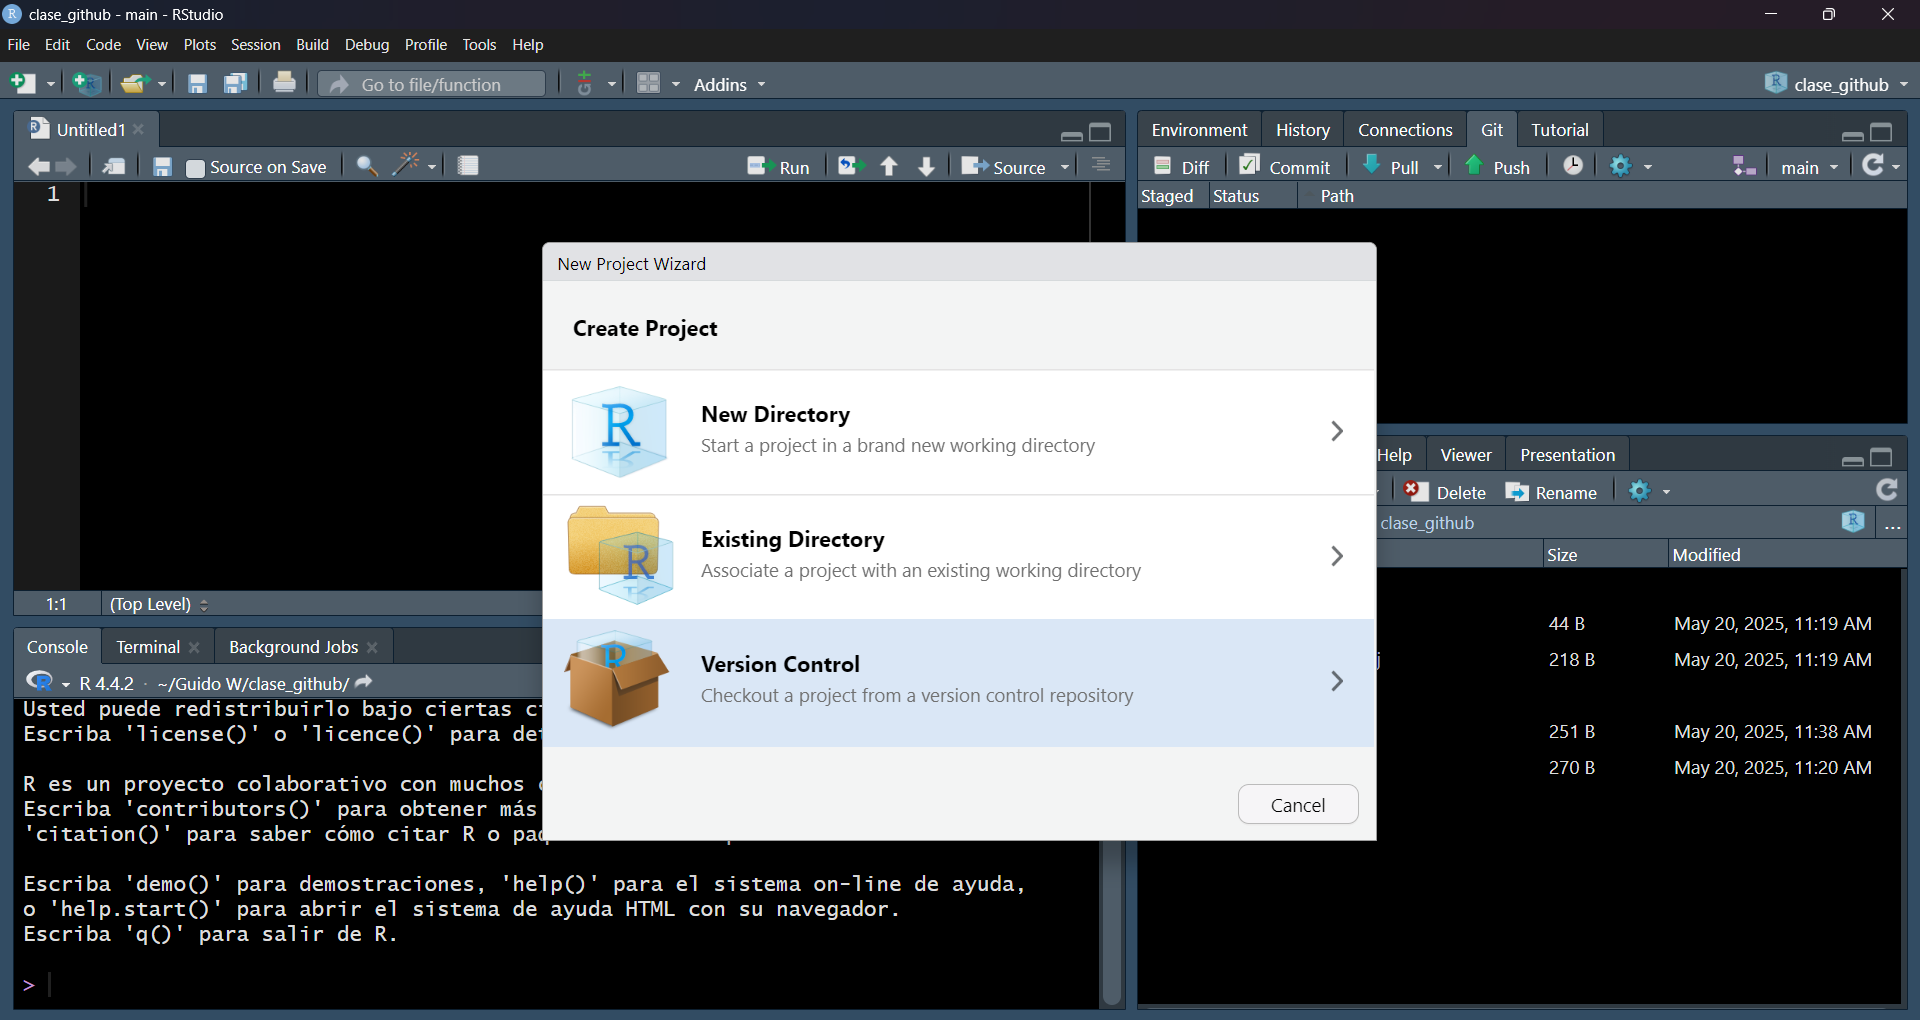 clase_github - main - RStudio
File Edit Code View Plots Session Build Debug Profile Tools Help
Go to file/function Addins clase_github
Untitled1
Source on Save Run Source
1
1:1 (Top Level)
Environment History Connections Git Tutorial
Diff Commit Pull Push main
Staged Status Path
New Project Wizard
Create Project
New Directory
Start a project in a brand new working directory
Existing Directory
Associate a project with an existing working directory
Version Control
Checkout a project from a version control repository
Cancel
Help Viewer Presentation
Delete Rename
clase_github ...
Size Modified
44 B May 20, 2025, 11:19 AM
218 B May 20, 2025, 11:19 AM
251 B May 20, 2025, 11:38 AM
270 B May 20, 2025, 11:20 AM
Console Terminal Background Jobs
R 4.4.2 · ~/Guido W/clase_github/
Usted puede redistribuirlo bajo ciertas
Escriba 'license()' o 'licence()' para
R es un proyecto colaborativo con muchos
Escriba 'contributors()' para obtener más
'citation()' para saber cómo citar R o
Escriba 'demo()' para demostraciones, 'help()' para el sistema on-line de ayuda,
o 'help.start()' para abrir el sistema de ayuda HTML con su navegador.
Escriba 'q()' para salir de R.
>